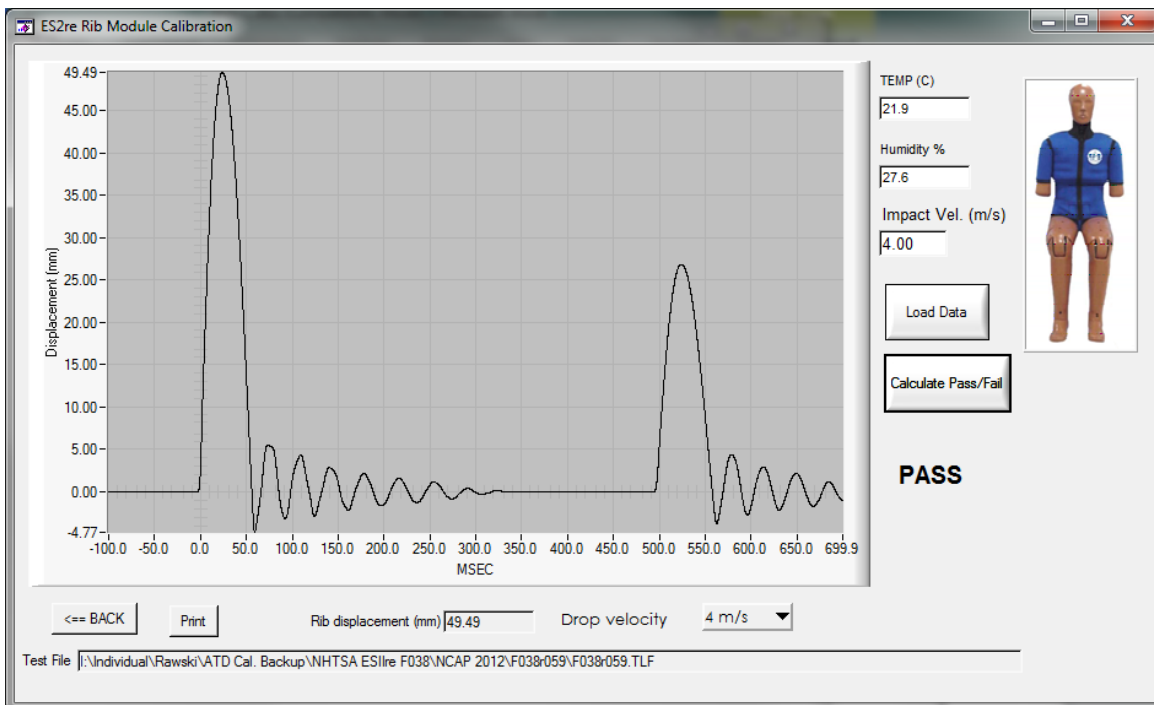 ES2re Rib Module Calibration
49.49
45.00
40.00
35.00
30.00
25.00
20.00
15.00
10.00
5.00
0.00
-4.77
Displacement (mm)
-100.0 -50.0 0.0 50.0 100.0 150.0 200.0 250.0 300.0 350.0 400.0 450.0 500.0 550.0 600.0 650.0 699.9
MSEC
TEMP (C)
21.9
Humidity %
27.6
Impact Vel. (m/s)
4.00
Load Data
Calculate Pass/Fail
PASS
<== BACK Print Rib displacement (mm) 49.49 Drop velocity 4 m/s
Test File I:\Individual\Rawski\ATD Cal. Backup\NHTSA ESIIre F038\NCAP 2012\F038r059\F038r059.TLF